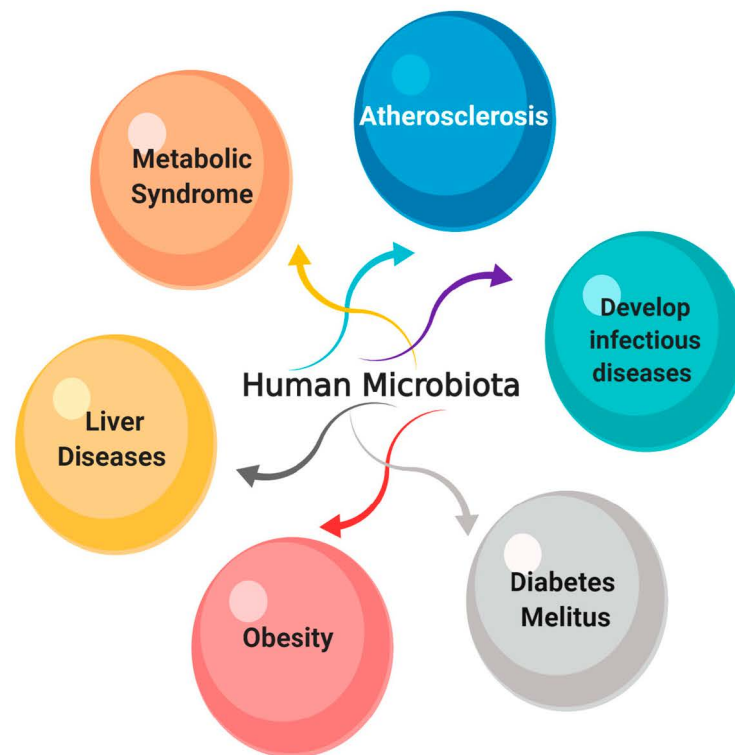 Atherosclerosis
Metabolic
Syndrome
Develop
infectious
diseases
Human Microbiota
Liver
Diseases
Diabetes
Melitus
Obesity